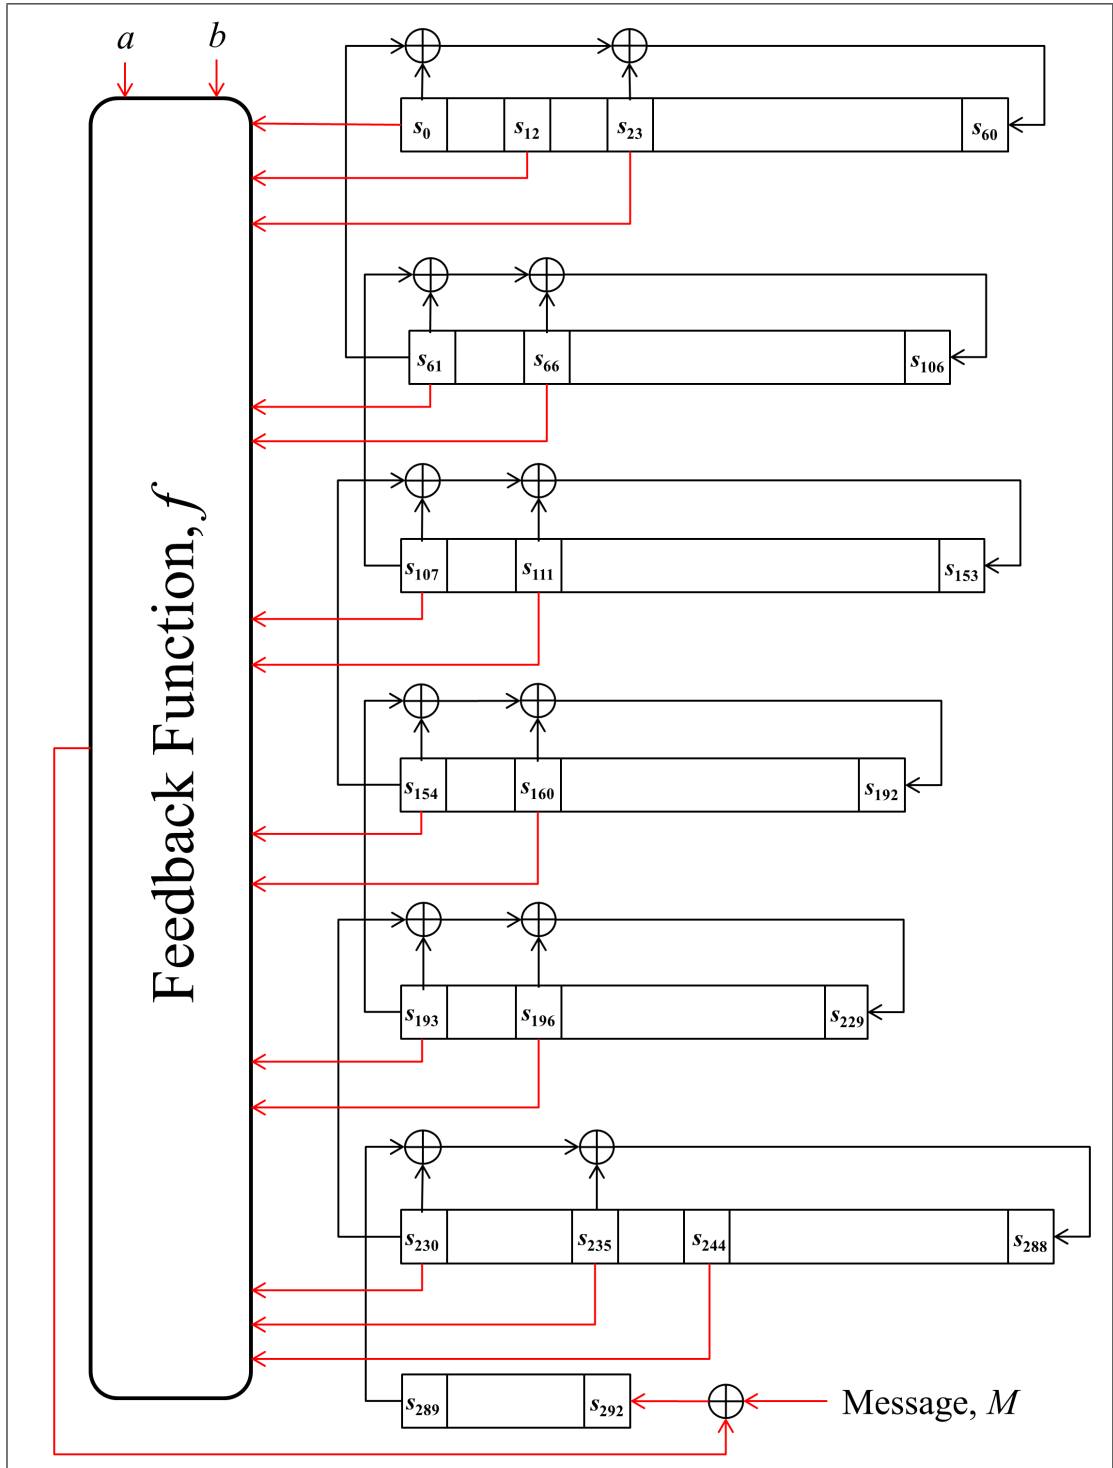 a b
s0 s12 s23 s60
s61 s66 s106
s107 s111 s153
Feedback Function, f
s154 s160 s192
s193 s196 s229
s230 s235 s244 s288
s289 s292 Message, M